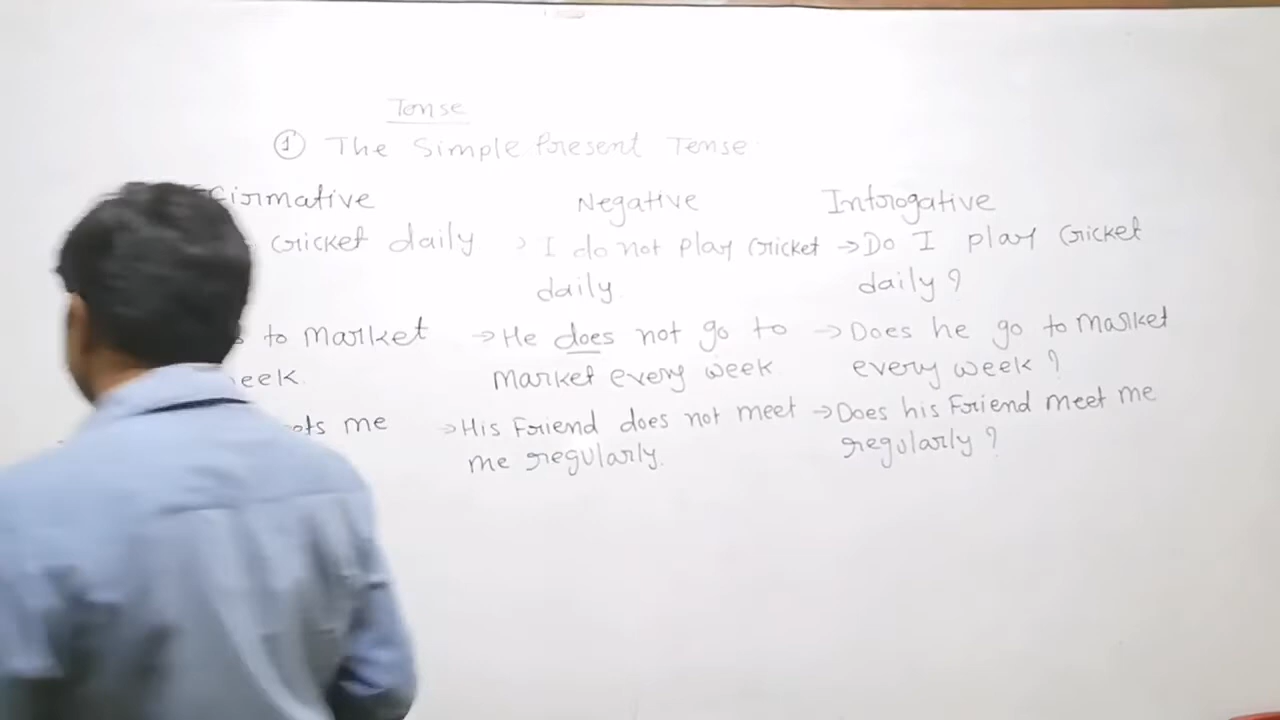 Tense
① The Simple Present Tense
firmative Negative Introgative
cricket daily → I do not play cricket → Do I play cricket
daily. daily ?
to market → He does not go to → Does he go to market
eek. market every week every week ?
ets me → His Friend does not meet → Does his Friend meet me
me regularly. regularly ?